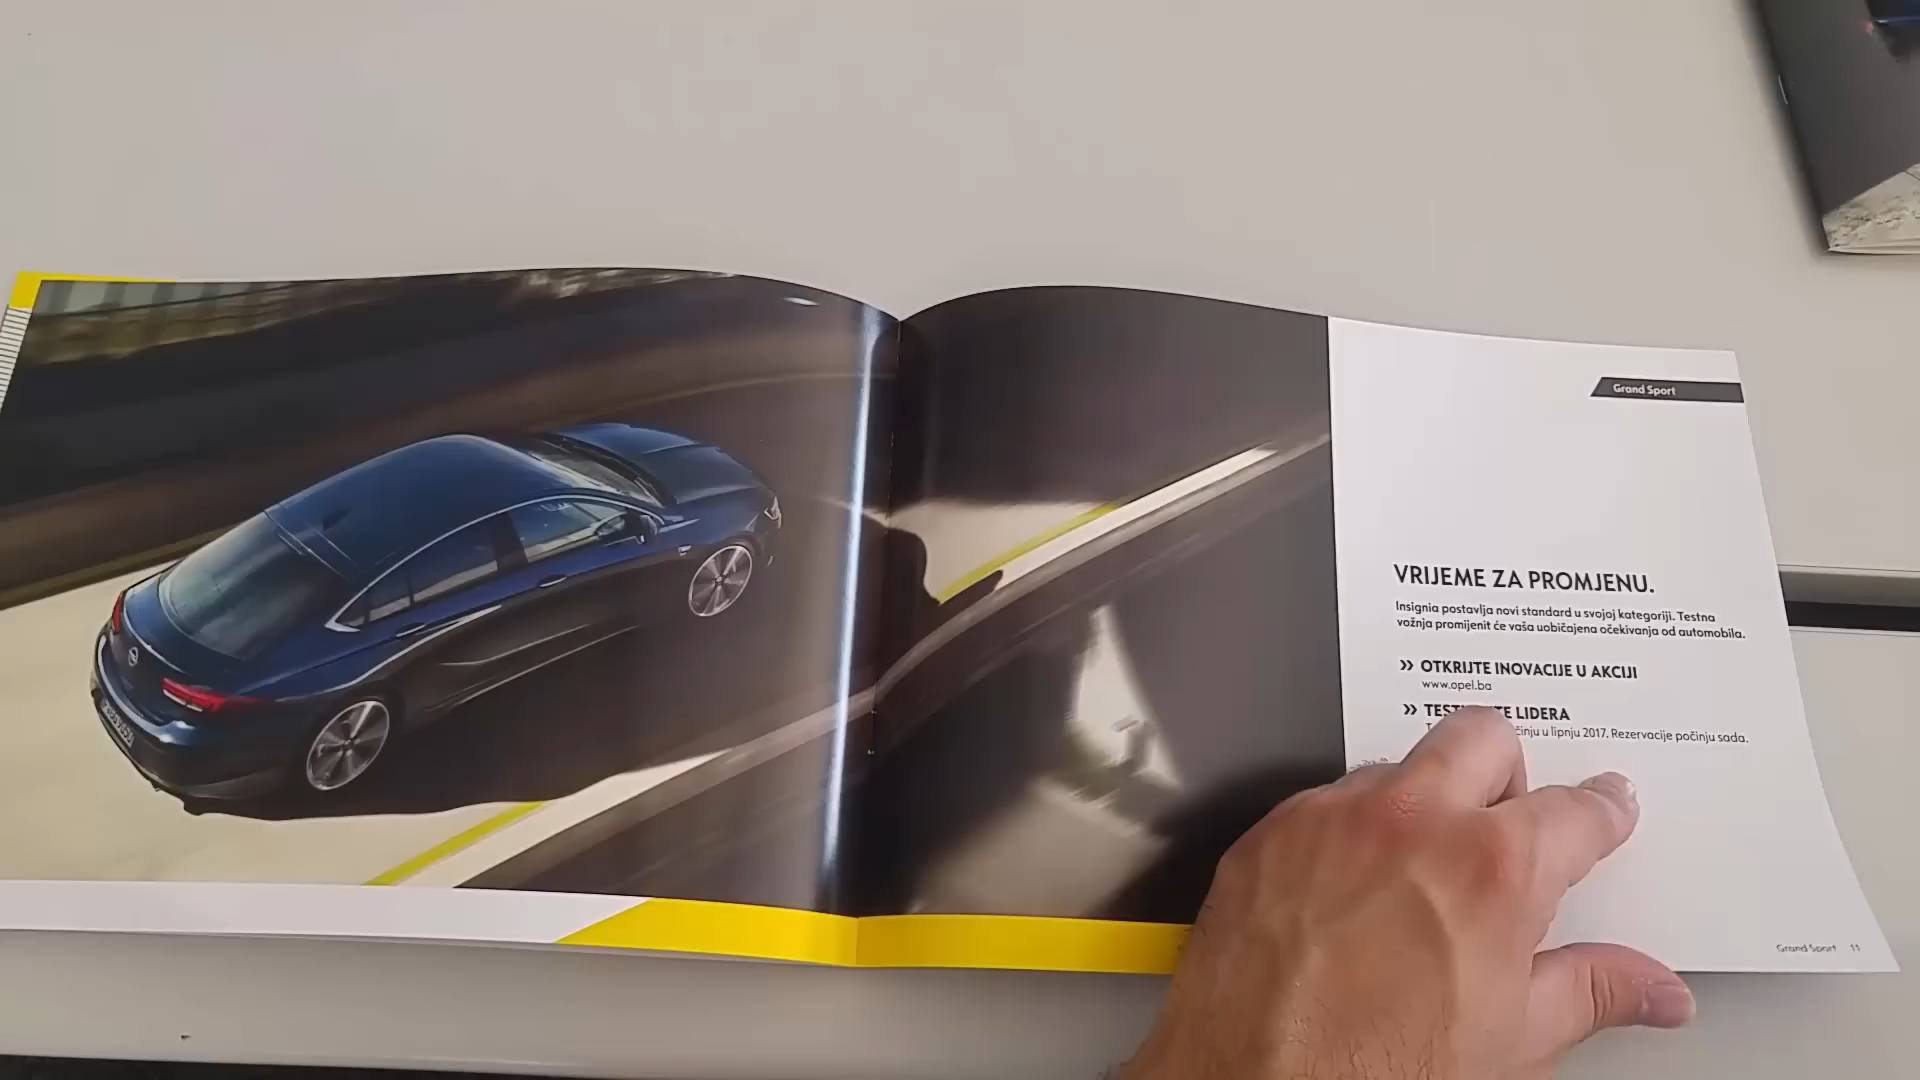 Grand Sport
VRIJEME ZA PROMJENU.
Insignia postavlja novi standard u svojoj kategoriji. Testna
vožnja promijenit će vaša uobičajena očekivanja od automobila.
>> OTKRIJTE INOVACIJE U AKCIJI
www.opel.ba
>> LIDERA
u lipnju 2017. Rezervacije počinju sada.
Grand Sport 11